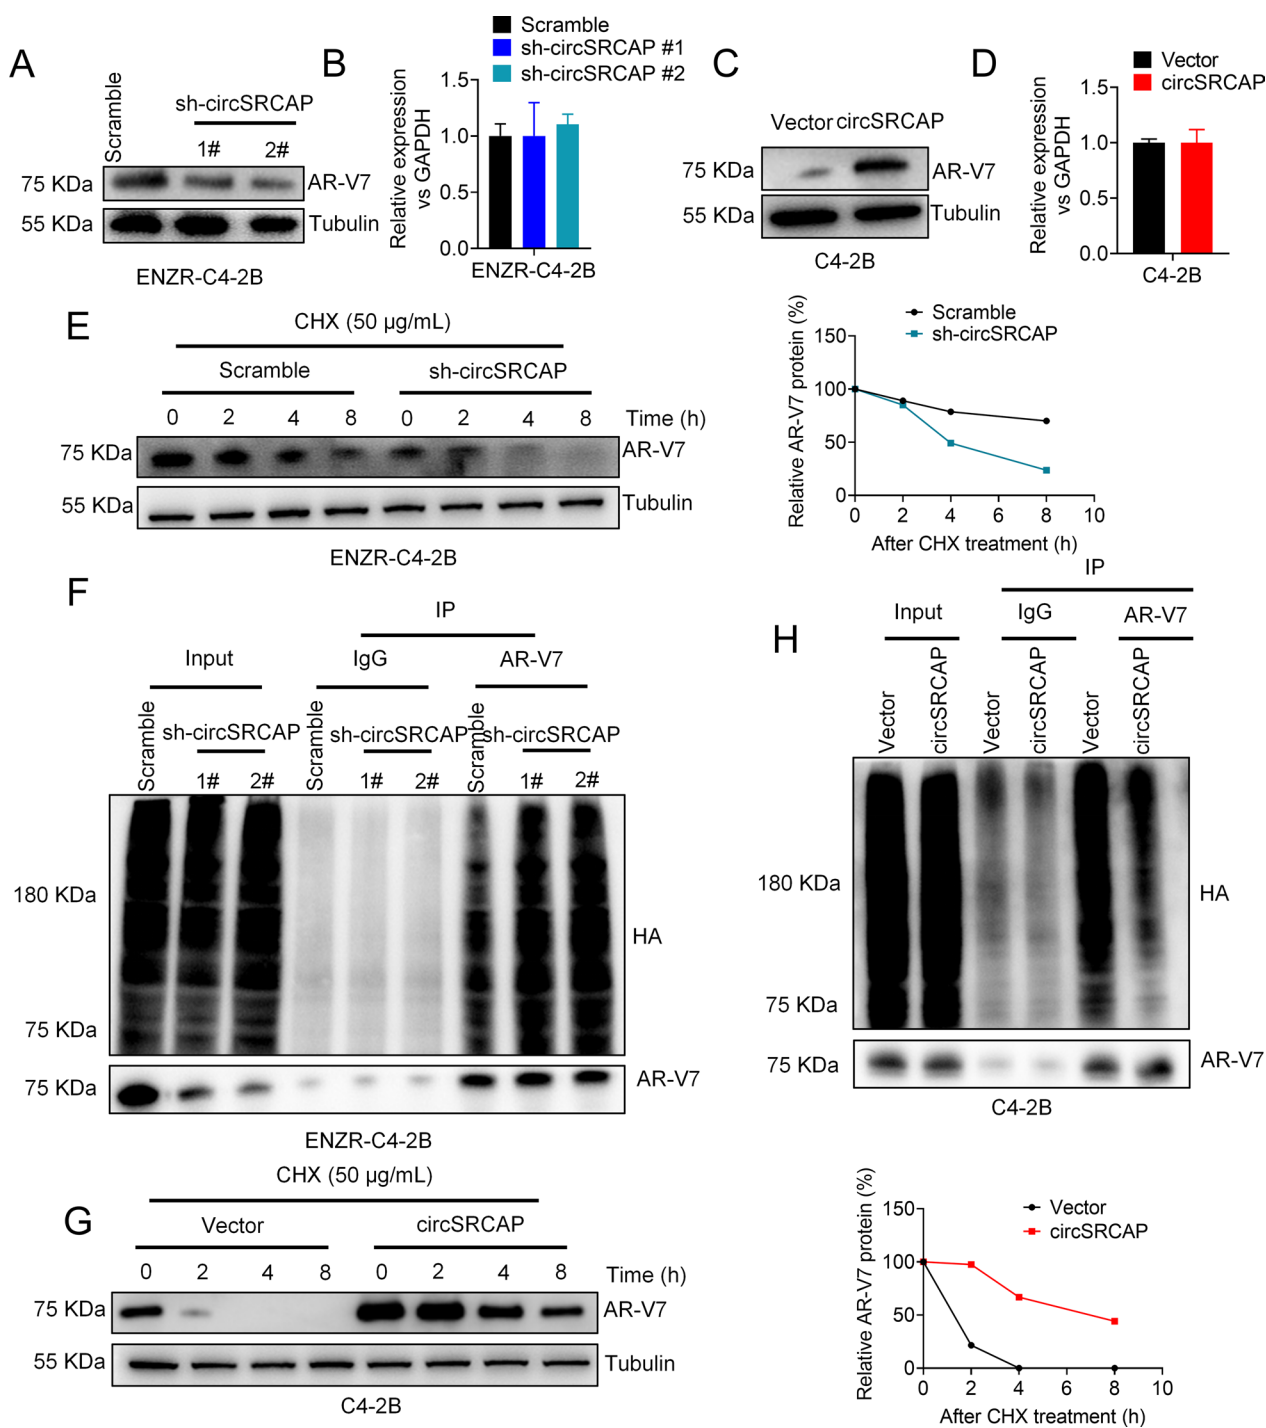 A
Scramble
sh-circSRCAP
1# 2#
75 KDa AR-V7
55 KDa Tubulin
ENZR-C4-2B
B
Scramble
sh-circSRCAP #1
sh-circSRCAP #2
Relative expression
vs GAPDH
1.5
1.0
0.5
0.0
ENZR-C4-2B
C
Vector circSRCAP
75 KDa AR-V7
55 KDa Tubulin
C4-2B
D
Vector
circSRCAP
Relative expression
vs GAPDH
1.5
1.0
0.5
0.0
C4-2B
E
CHX (50 µg/mL)
Scramble sh-circSRCAP
0 2 4 8 0 2 4 8 Time (h)
75 KDa AR-V7
55 KDa Tubulin
ENZR-C4-2B
Scramble
sh-circSRCAP
Relative AR-V7 protein (%)
150
100
50
0
0 2 4 6 8 10
After CHX treatment (h)
F
IP
Input IgG AR-V7
Scramble sh-circSRCAP Scramble sh-circSRCAP Scramble sh-circSRCAP
1# 2# 1# 2# 1# 2#
180 KDa
HA
75 KDa
75 KDa AR-V7
ENZR-C4-2B
H
IP
Input IgG AR-V7
Vector circSRCAP Vector circSRCAP Vector circSRCAP
180 KDa
HA
75 KDa
75 KDa AR-V7
C4-2B
G
CHX (50 µg/mL)
Vector circSRCAP
0 2 4 8 0 2 4 8 Time (h)
75 KDa AR-V7
55 KDa Tubulin
C4-2B
Vector
circSRCAP
Relative AR-V7 protein (%)
150
100
50
0
0 2 4 6 8 10
After CHX treatment (h)